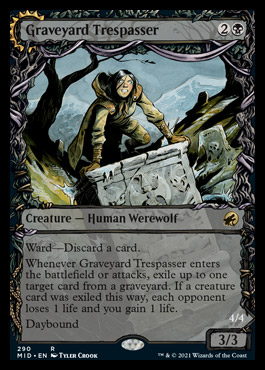 Graveyard Trespasser 2
Creature — Human Werewolf
Ward—Discard a card.
Whenever Graveyard Trespasser enters
the battlefield or attacks, exile up to one
target card from a graveyard. If a creature
card was exiled this way, each opponent
loses 1 life and you gain 1 life.
Daybound
4/4
3/3
290 R
MID • EN TYLER CROOK
™ & © 2021 Wizards of the Coast